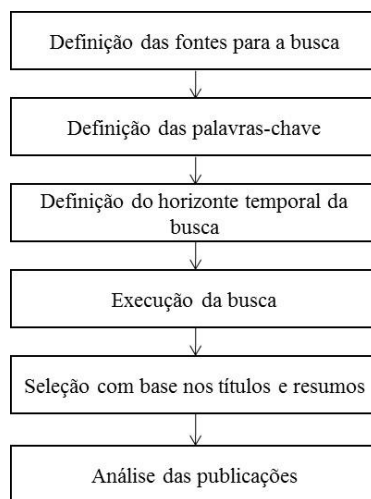 Definição das fontes para a busca
Definição das palavras-chave
Definição do horizonte temporal da
busca
Execução da busca
Seleção com base nos títulos e resumos
Análise das publicações